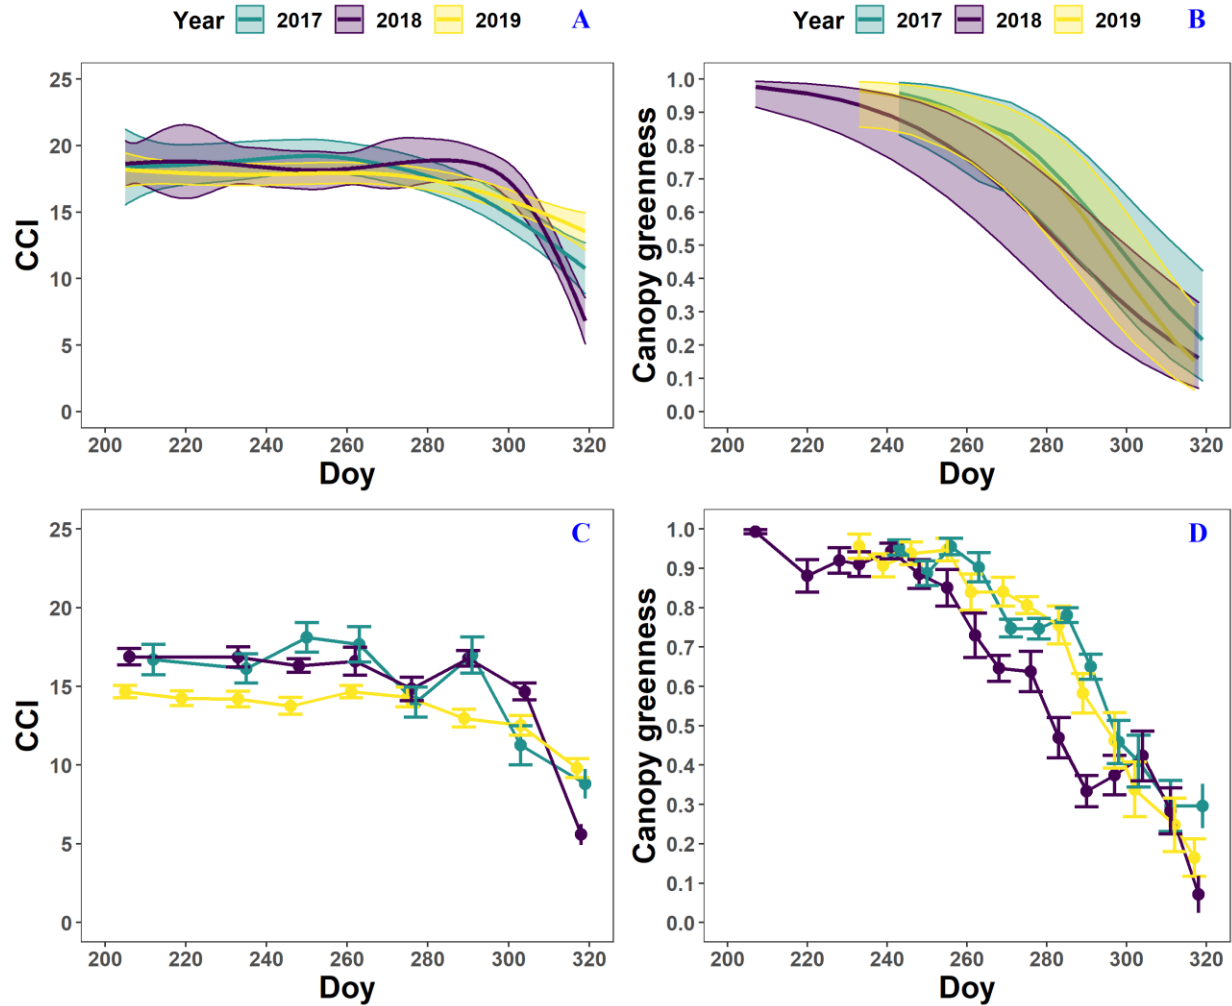 Year 2017 2018 2019 A
Year 2017 2018 2019 B
CCI
25
20
15
10
5
0
200 220 240 260 280 300 320
Doy
Canopy greenness
1.0
0.9
0.8
0.7
0.6
0.5
0.4
0.3
0.2
0.1
0.0
200 220 240 260 280 300 320
Doy
C
CCI
25
20
15
10
5
0
200 220 240 260 280 300 320
Doy
D
Canopy greenness
1.0
0.9
0.8
0.7
0.6
0.5
0.4
0.3
0.2
0.1
0.0
200 220 240 260 280 300 320
Doy